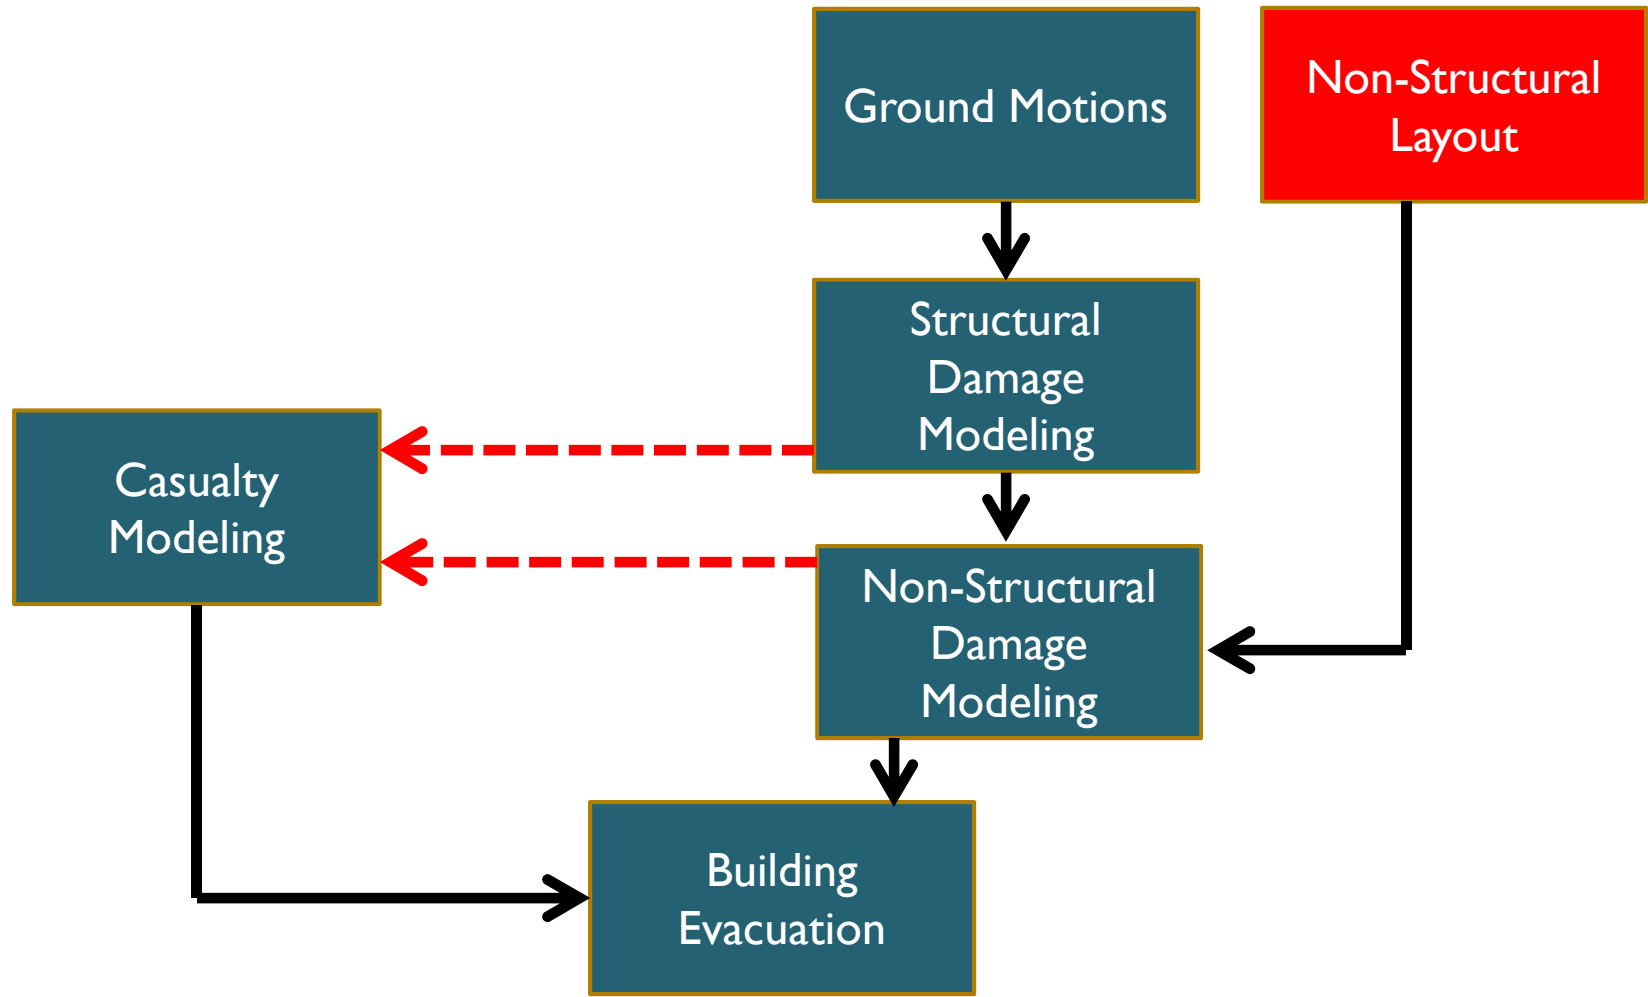 Ground Motions
Non-Structural
Layout
Structural
Damage
Modeling
Casualty
Modeling
Non-Structural
Damage
Modeling
Building
Evacuation